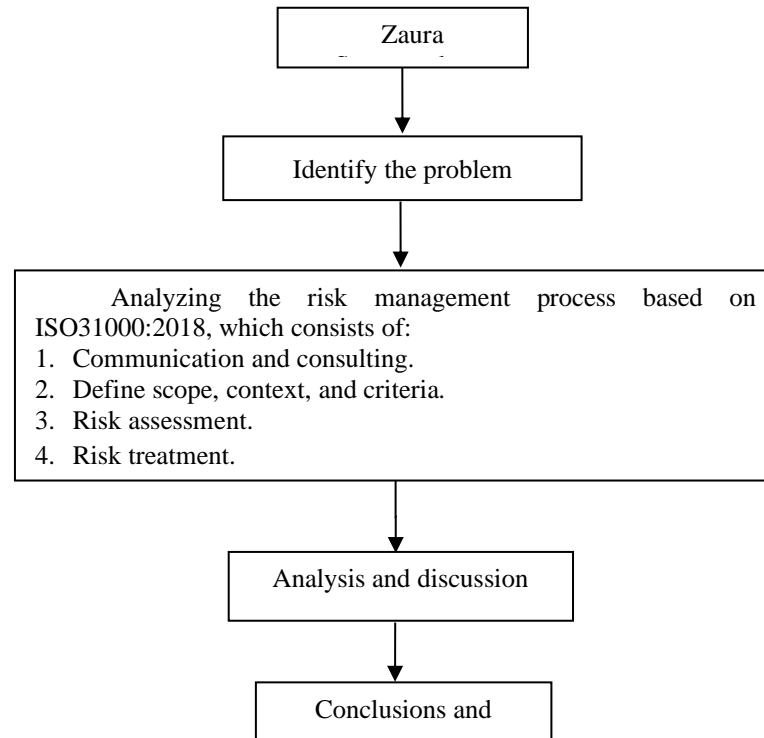 Zaura
Identify the problem
Analyzing the risk management process based on
ISO31000:2018, which consists of:
1. Communication and consulting.
2. Define scope, context, and criteria.
3. Risk assessment.
4. Risk treatment.
Analysis and discussion
Conclusions and